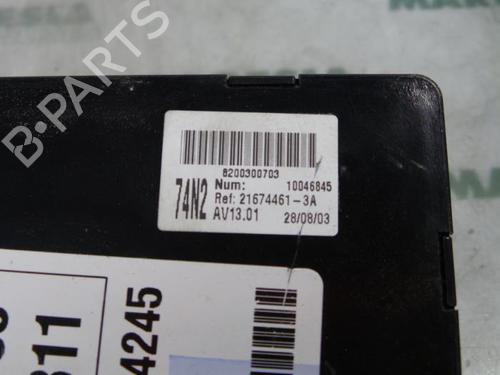 B-PARTS
8200300703
74N2
Num: 10046845
Ref: 21674461-3A
AV13.01 28/08/03
4245
311